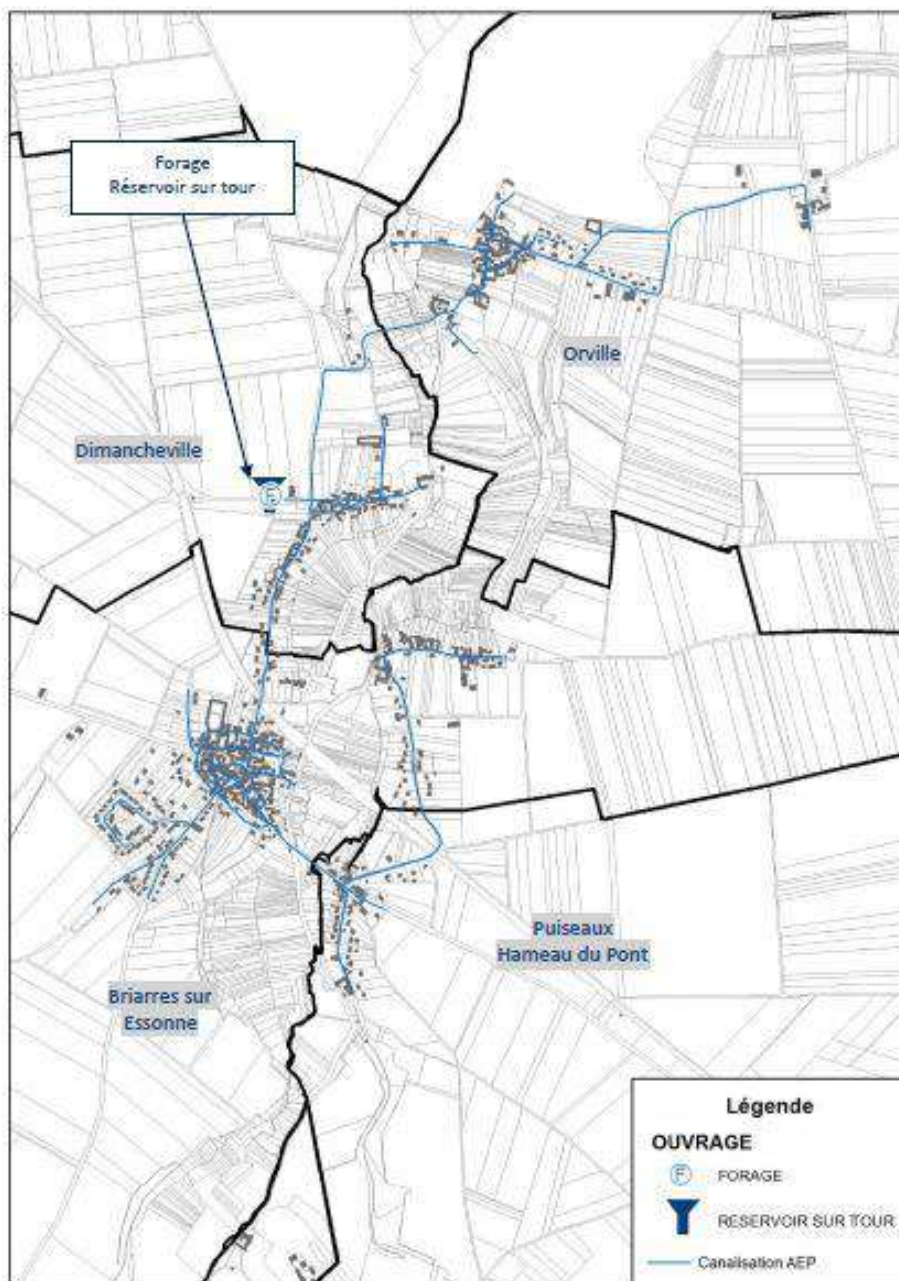 Forage
Réservoir sur tour
Orville
Dimancheville
F
Puiseaux
Hameau du Pont
Briarres sur
Essonne
Légende
OUVRAGE
F FORAGE
RESERVOIR SUR TOUR
Canalisation AEP